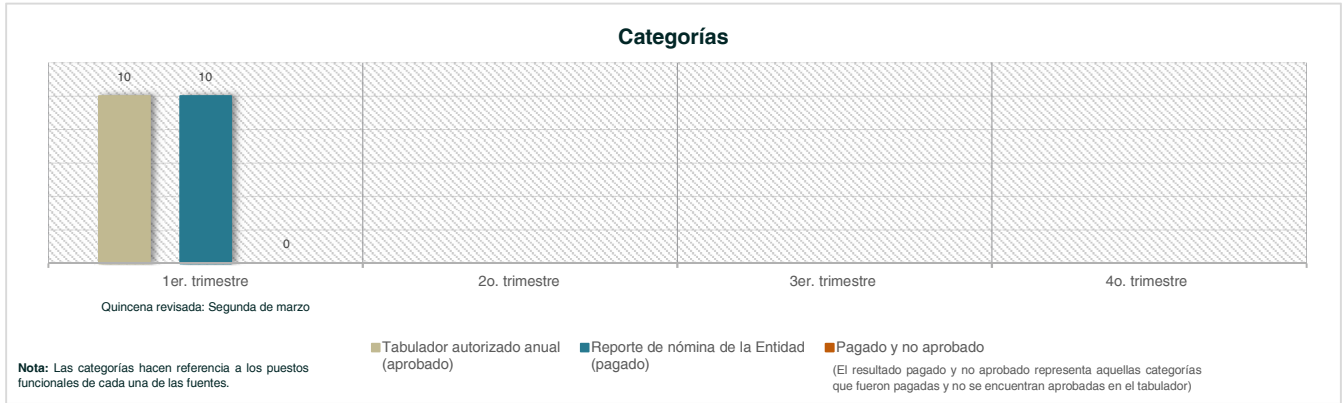 Categorías
10
10
0
1er. trimestre
2o. trimestre
3er. trimestre
4o. trimestre
Quincena revisada: Segunda de marzo
Tabulador autorizado anual
(aprobado)
Reporte de nómina de la Entidad
(pagado)
Pagado y no aprobado
(El resultado pagado y no aprobado representa aquellas categorías
que fueron pagadas y no se encuentran aprobadas en el tabulador)
Nota: Las categorías hacen referencia a los puestos
funcionales de cada una de las fuentes.